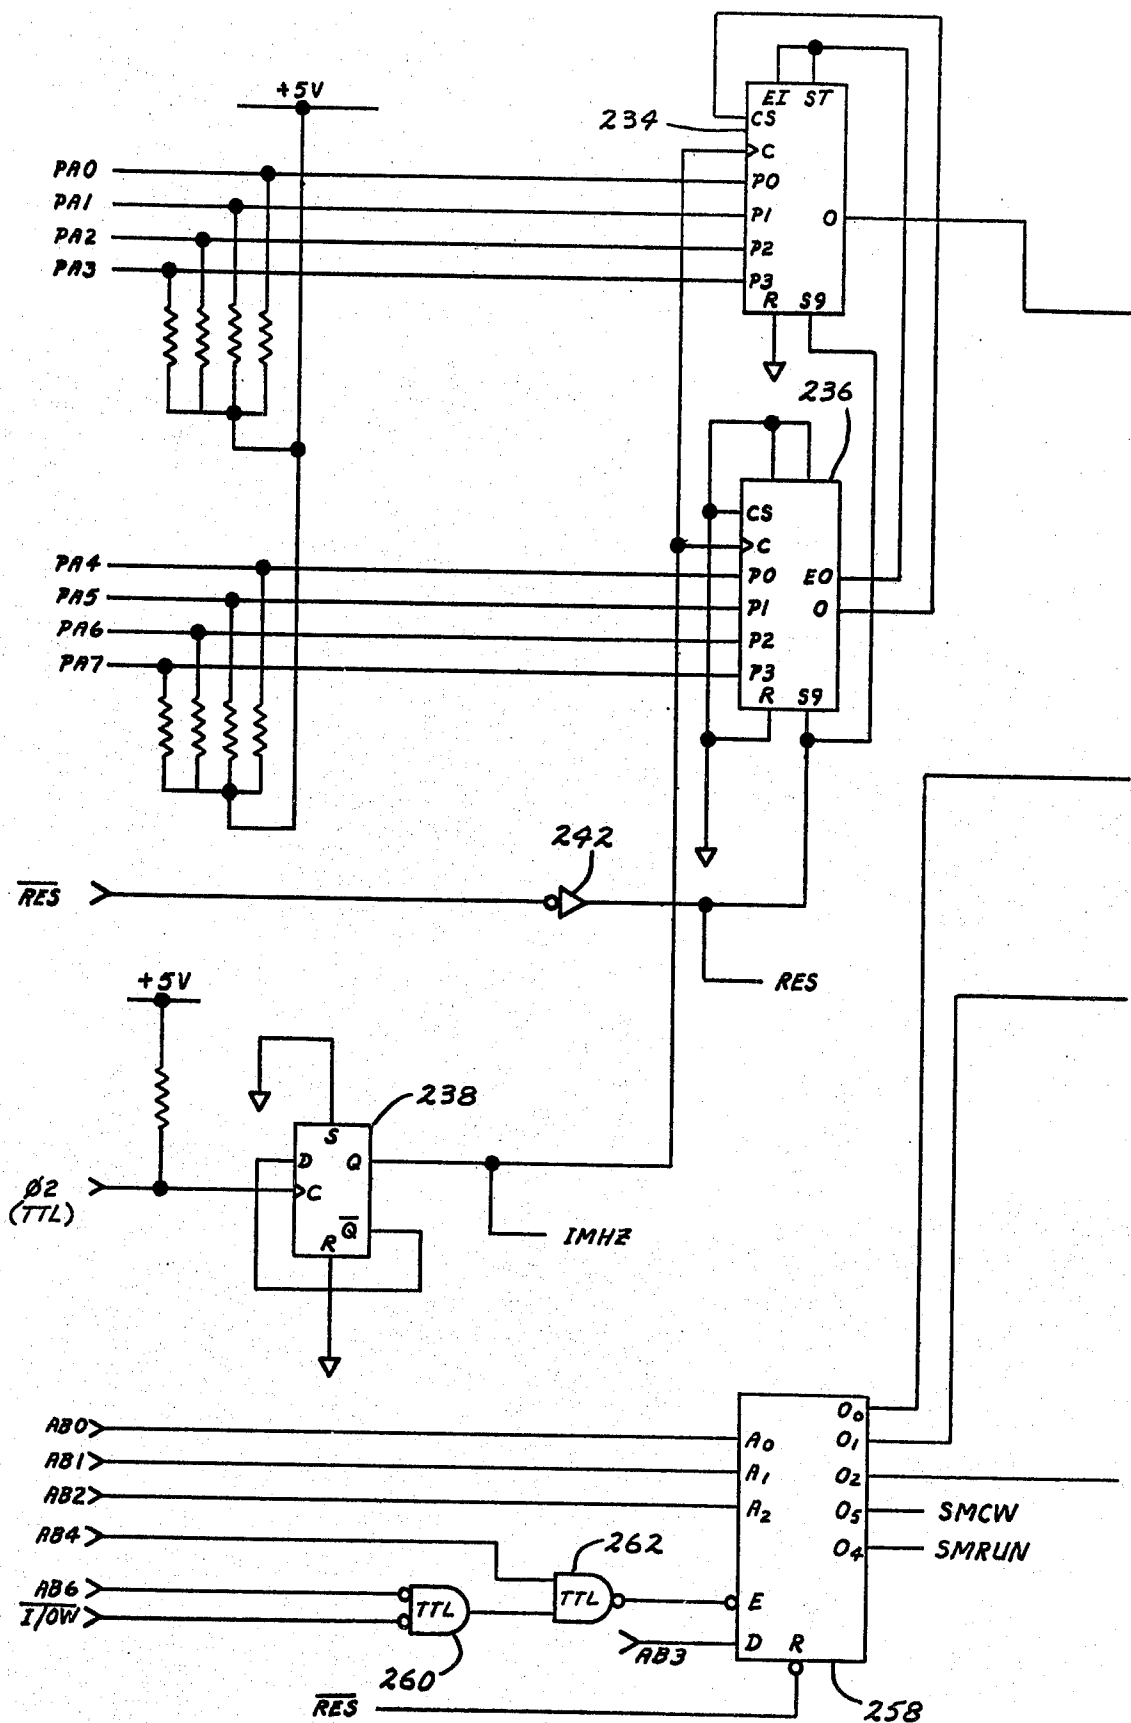 +5V
EI ST
234
CS
C
PA0
P0
PA1
P1
O
PA2
P2
PA3
P3
R S9
236
CS
C
PA4
P0
EO
PA5
P1
O
PA6
P2
PA7
P3
R S9
242
RES
RES
+5V
238
S
D Q
Ø2
C
(TTL)
Q
1MHZ
R
AB0
A0
O0
O1
AB1
A1
O2
AB2
A2
O5
SMCW
AB4
262
O4
SMRUN
AB6
TTL
TTL
E
I/OW
AB3
D R
260
RES
258